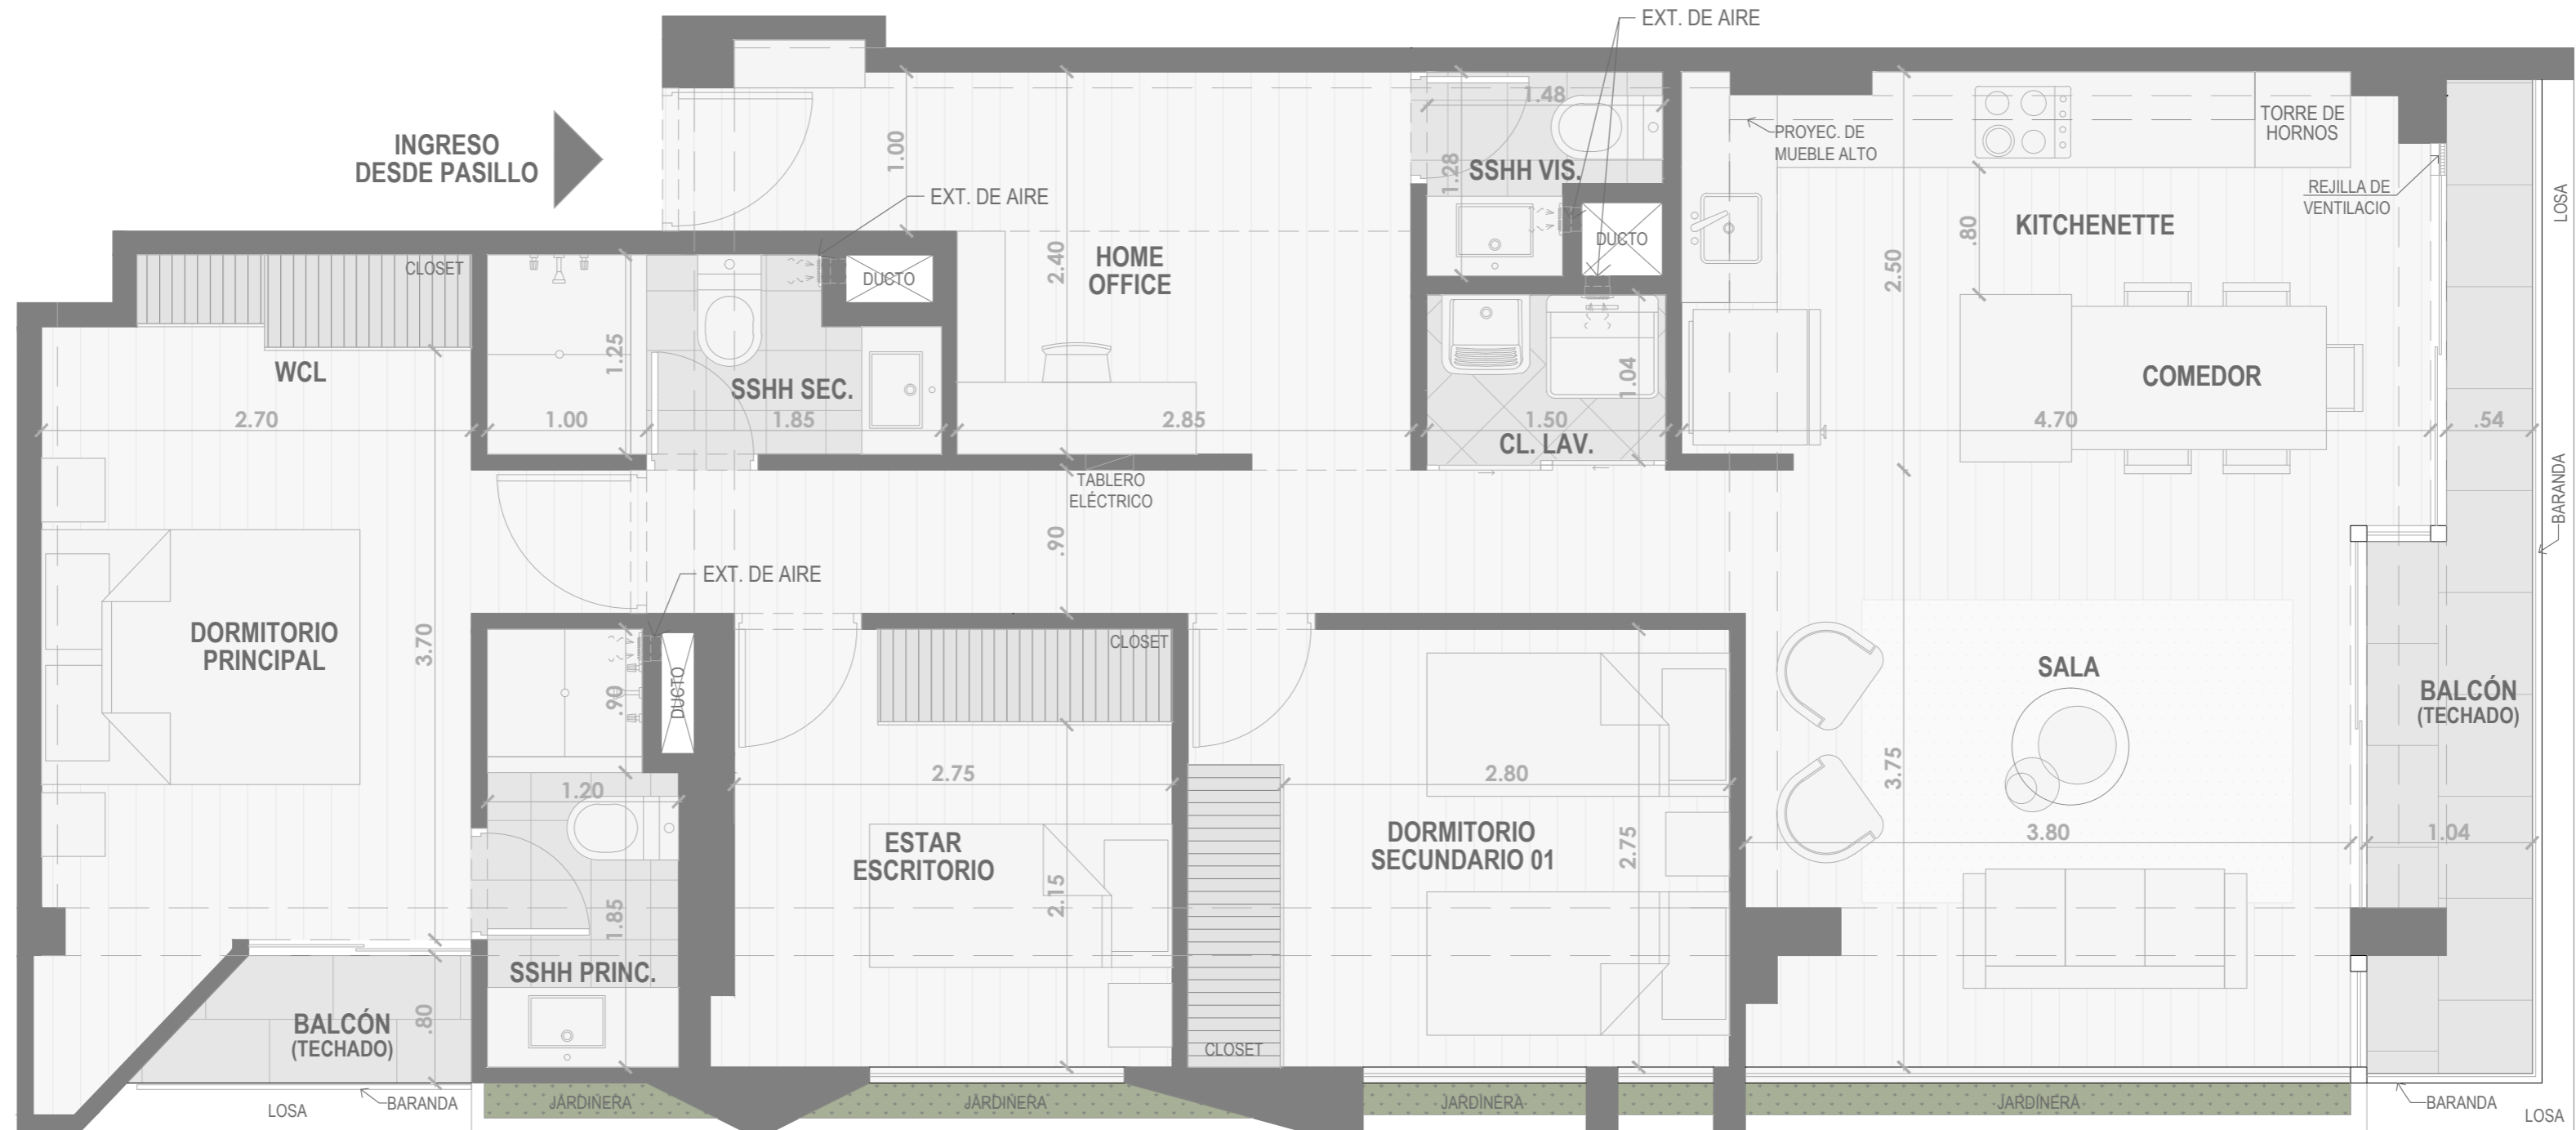 EXT. DE AIRE
INGRESO
DESDE PASILLO
1.00
1.48
PROYEC. DE
MUEBLE ALTO
TORRE DE
HORNOS
1.28
SSHH VIS.
REJILLA DE
VENTILACIO
LOSA
EXT. DE AIRE
KITCHENETTE
.80
DUCTO
HOME
OFFICE
2.40
2.50
CLOSET
DUCTO
WCL
1.25
SSHH SEC.
1.04
COMEDOR
2.70
1.00
1.85
2.85
1.50
4.70
.54
CL. LAV.
BARANDA
TABLERO
ELÉCTRICO
.90
EXT. DE AIRE
DORMITORIO
PRINCIPAL
3.70
CLOSET
DUCTO
.90
SALA
BALCÓN
(TECHADO)
2.75
2.80
3.75
1.20
ESTAR
ESCRITORIO
DORMITORIO
SECUNDARIO 01
2.75
3.80
1.04
2.15
1.85
SSHH PRINC.
BALCÓN
(TECHADO)
.80
CLOSET
LOSA
BARANDA
JARDINERA
JARDINERA
JARDINERA
JARDINERA
BARANDA
LOSA